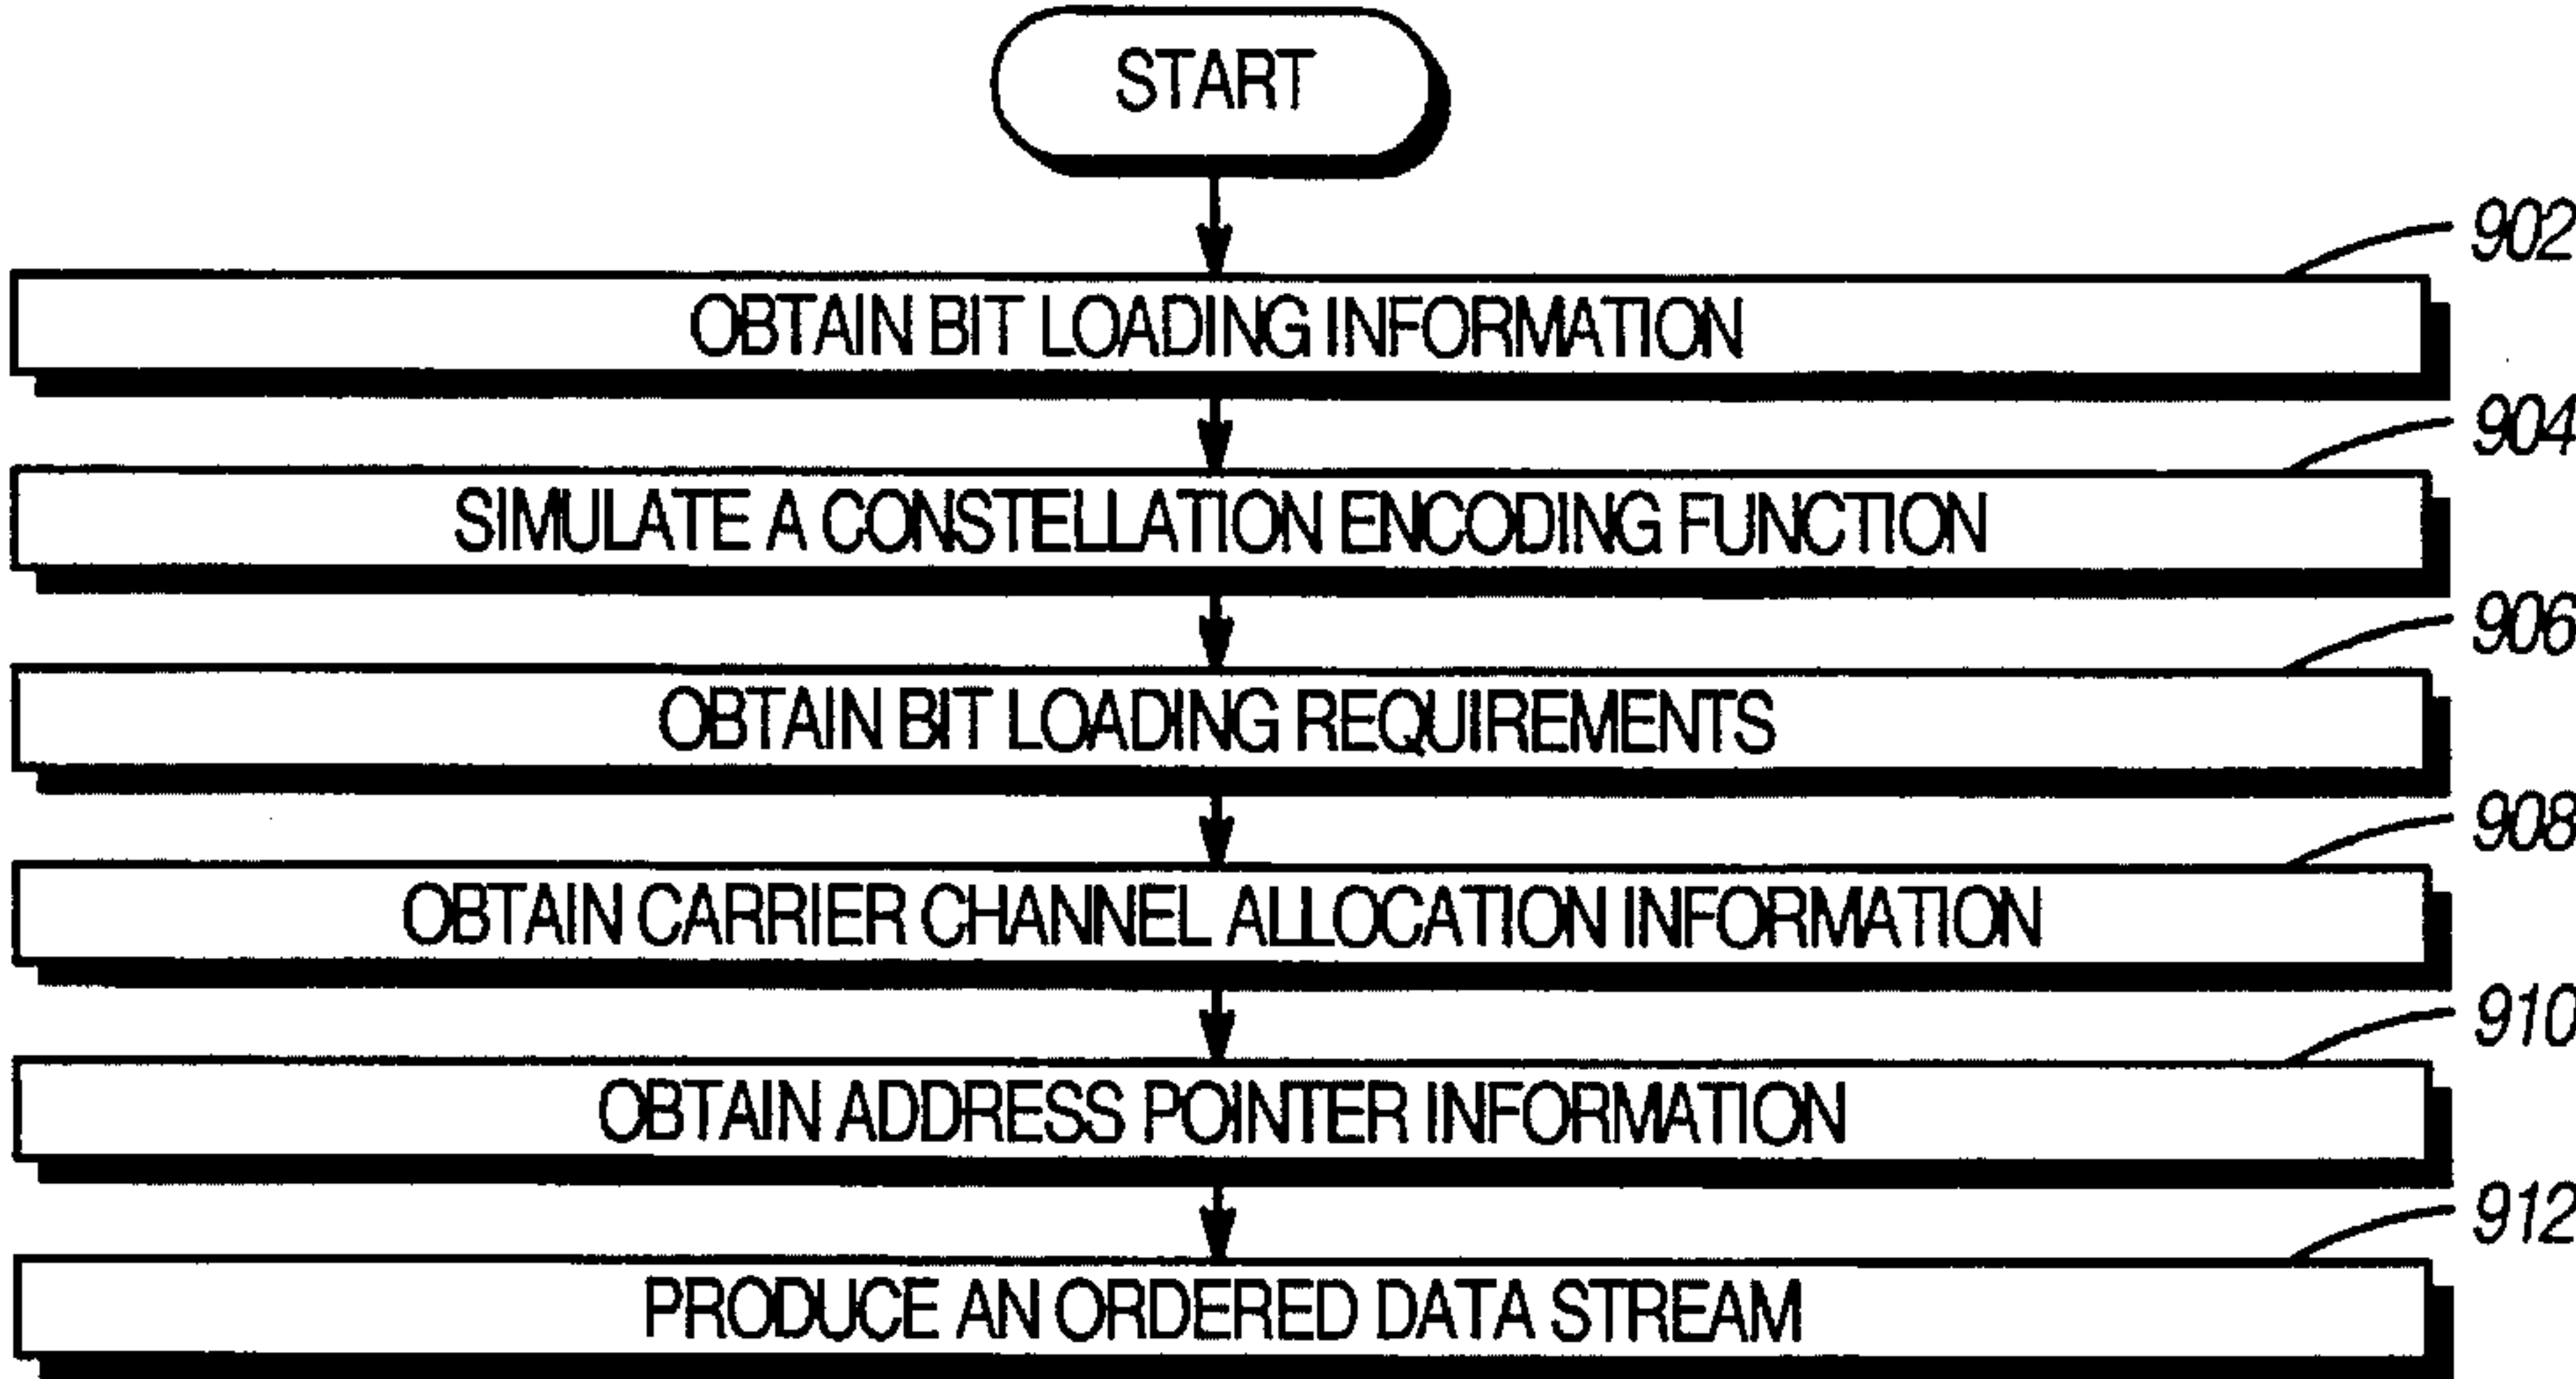 START
902
OBTAIN BIT LOADING INFORMATION
904
SIMULATE A CONSTELLATION ENCODING FUNCTION
906
OBTAIN BIT LOADING REQUIREMENTS
908
OBTAIN CARRIER CHANNEL ALLOCATION INFORMATION
910
OBTAIN ADDRESS POINTER INFORMATION
912
PRODUCE AN ORDERED DATA STREAM